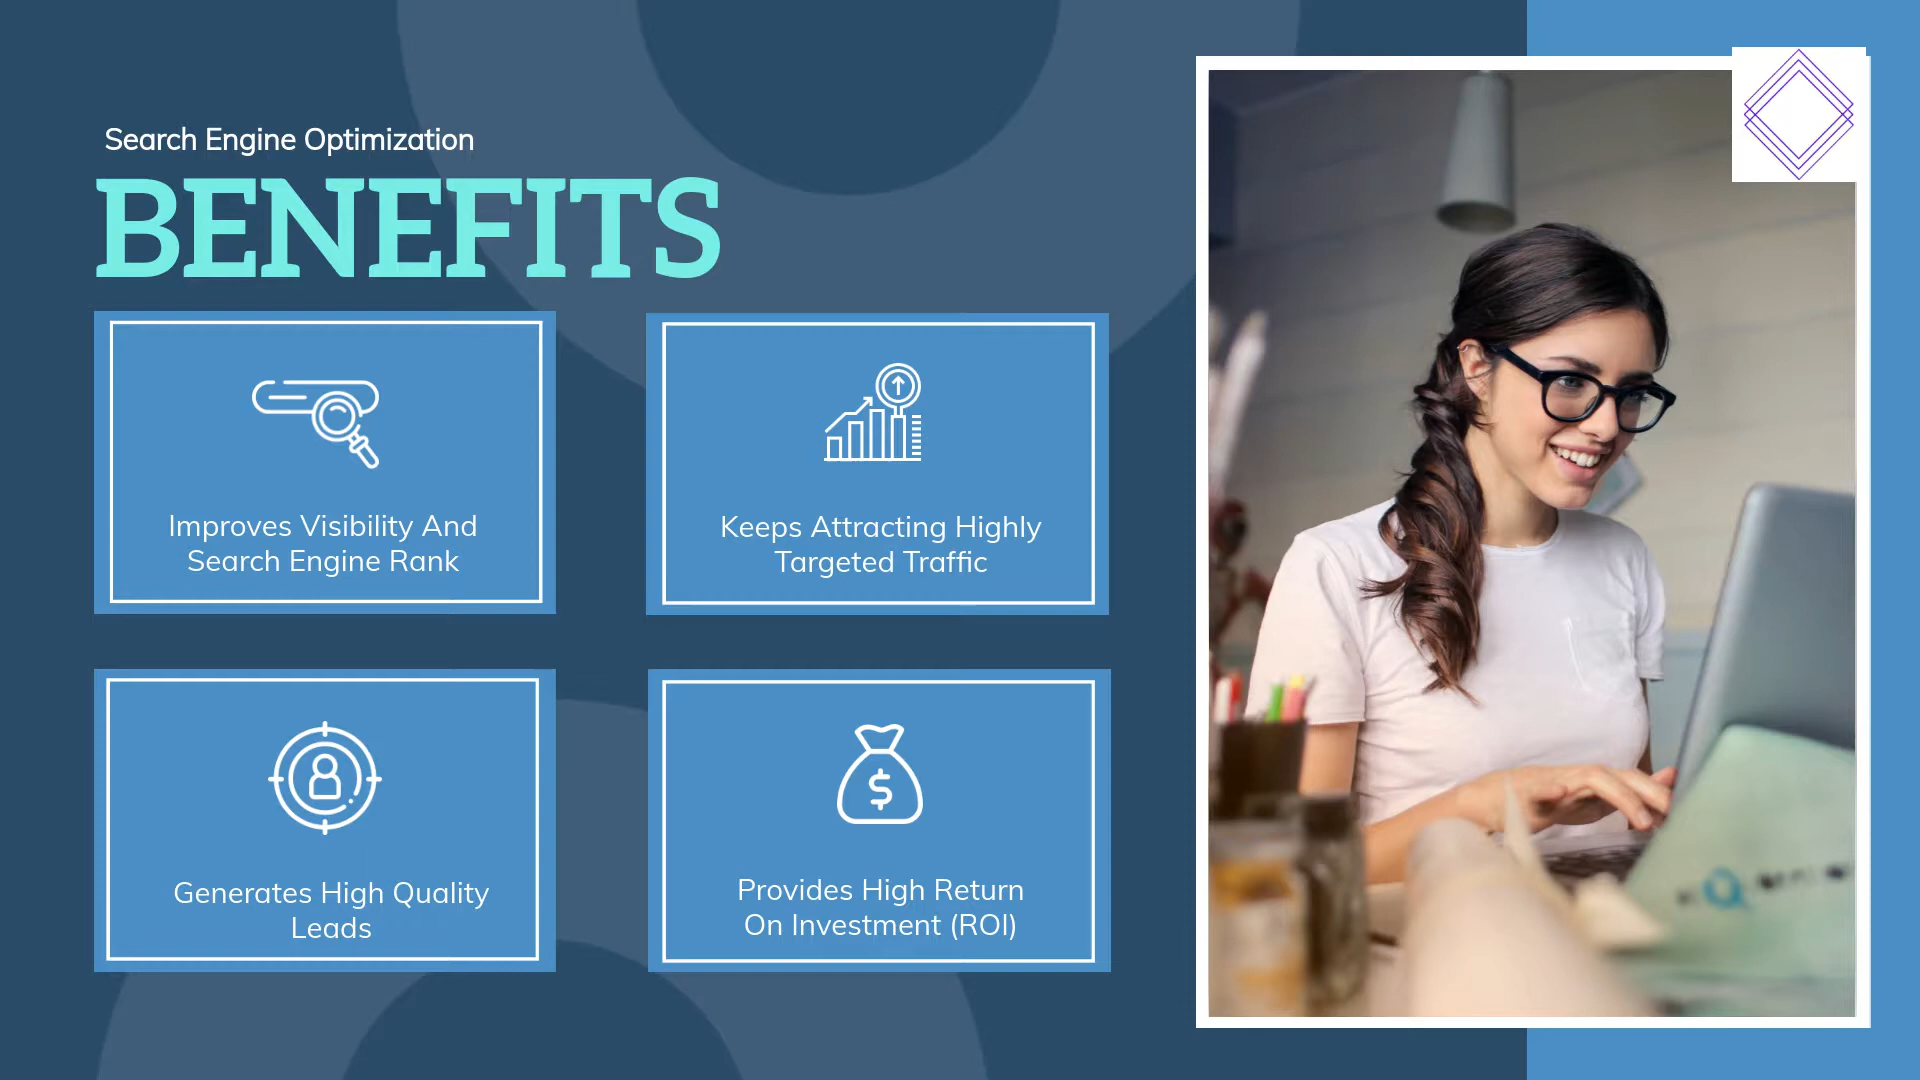 Search Engine Optimization
BENEFITS
Improves Visibility And
Search Engine Rank
Keeps Attracting Highly
Targeted Traffic
Generates High Quality
Leads
Provides High Return
On Investment (ROI)